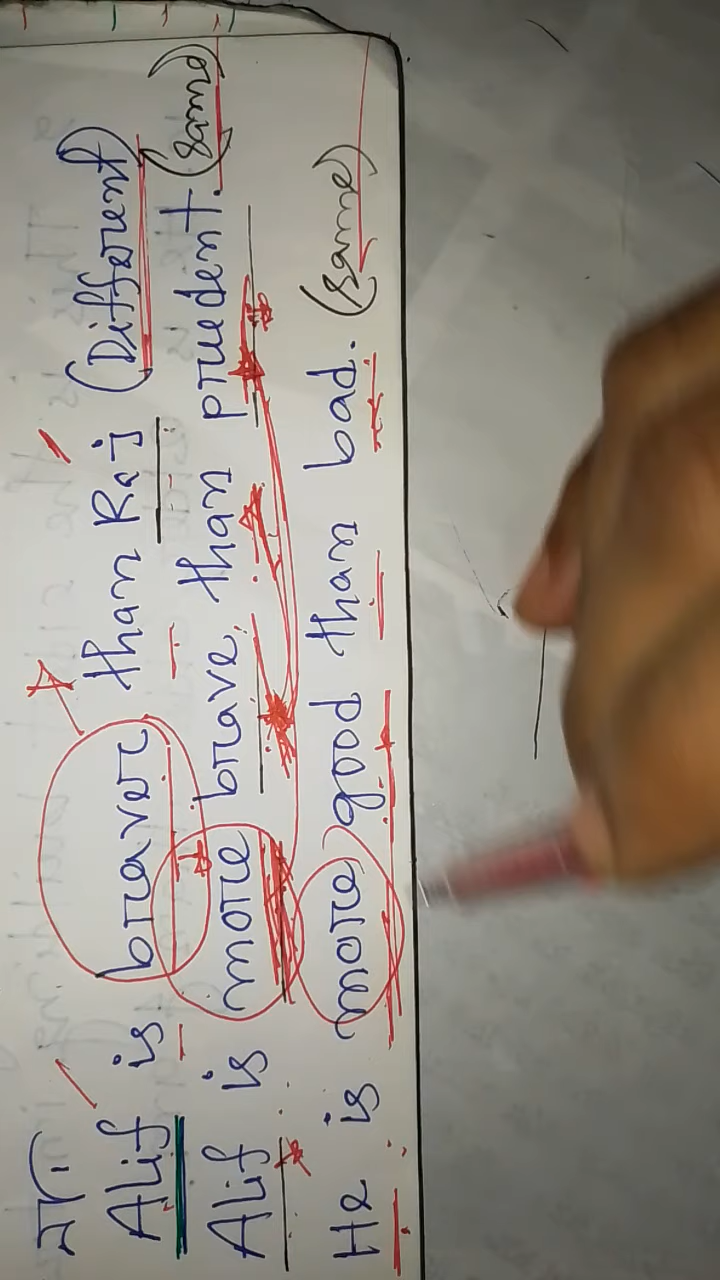 Alif is braver than Raj (Different)
Alif is more brave, than pruedent. (same)
He is more good than bad. (same)